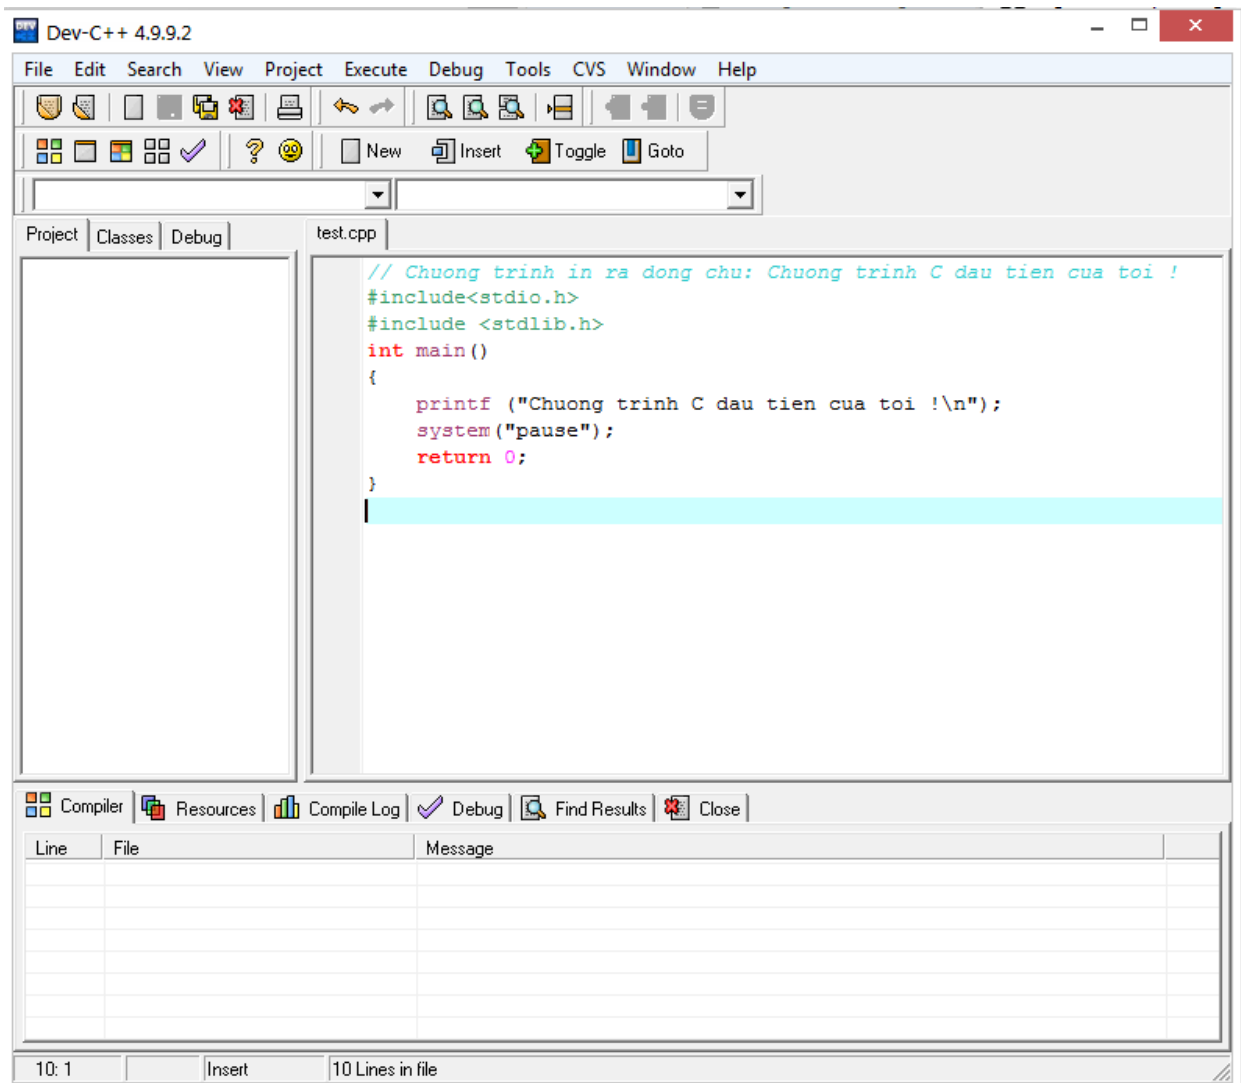 Dev-C++ 4.9.9.2
File Edit Search View Project Execute Debug Tools CVS Window Help
New Insert Toggle Goto
Project Classes Debug
test.cpp
// Chuong trinh in ra dong chu: Chuong trinh C dau tien cua toi !
#include<stdio.h>
#include <stdlib.h>
int main()
{
printf ("Chuong trinh C dau tien cua toi !\n");
system("pause");
return 0;
}
Compiler Resources Compile Log Debug Find Results Close
Line File Message
10: 1 Insert 10 Lines in file